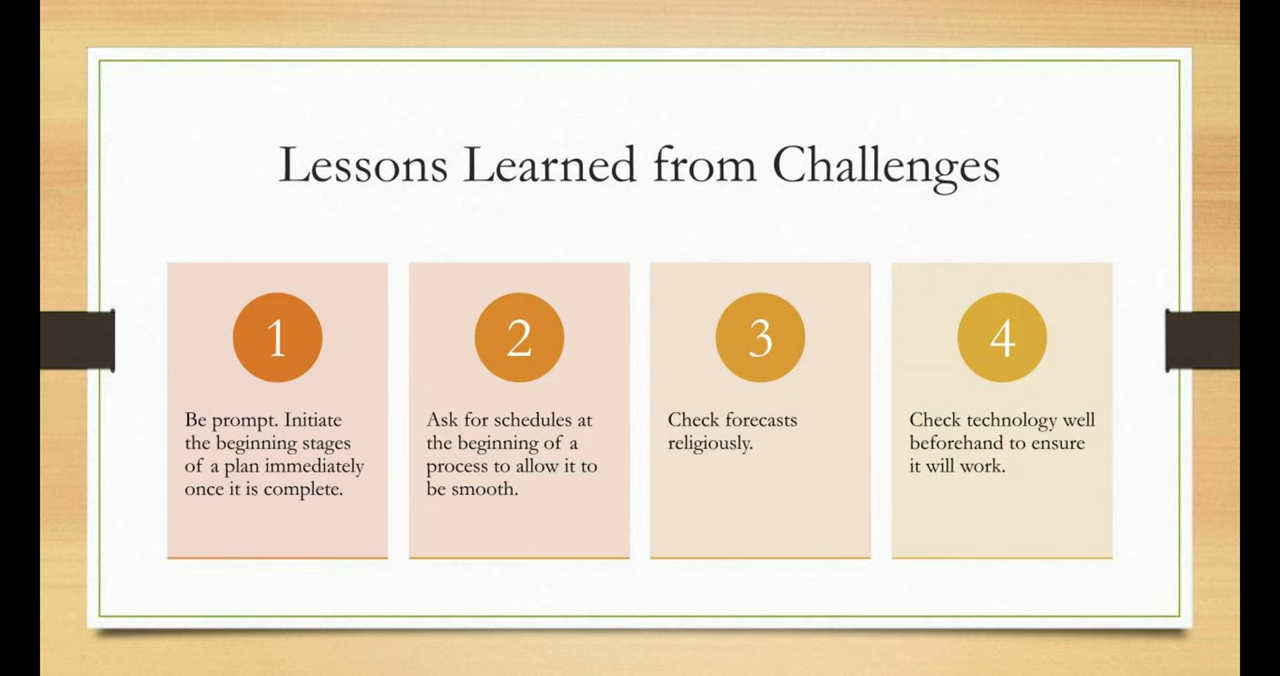 Lessons Learned from Challenges
1
Be prompt. Initiate
the beginning stages
of a plan immediately
once it is complete.
2
Ask for schedules at
the beginning of a
process to allow it to
be smooth.
3
Check forecasts
religiously.
4
Check technology well
beforehand to ensure
it will work.